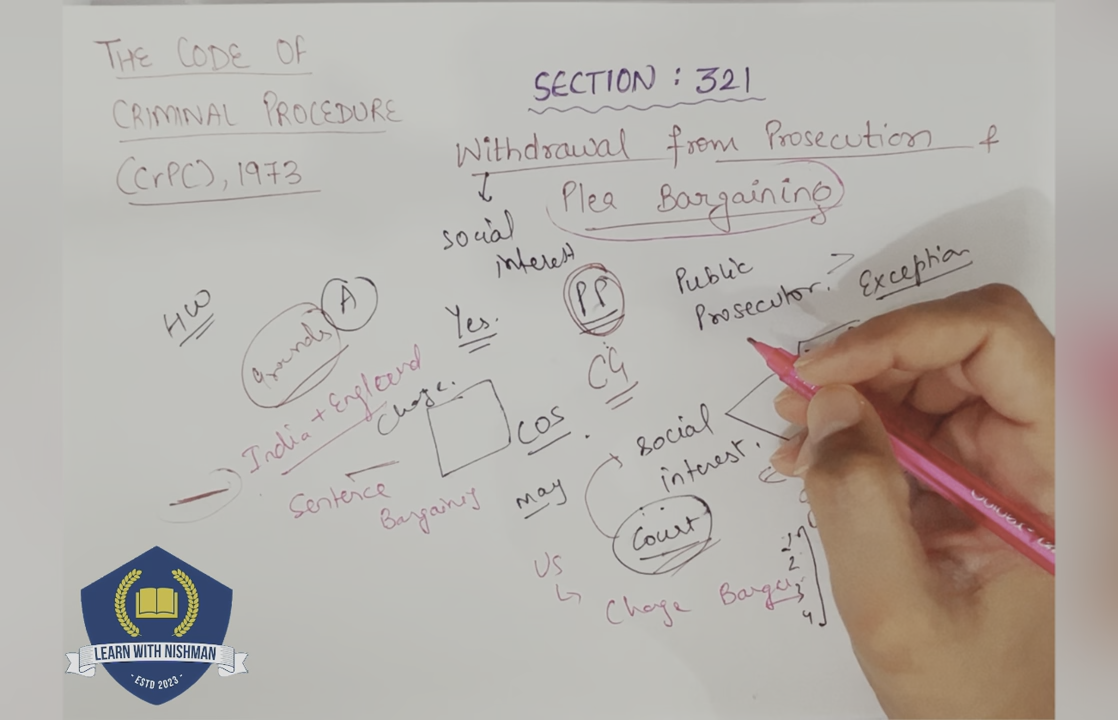 THE CODE OF
CRIMINAL PROCEDURE
(CrPC), 1973
SECTION : 321
Withdrawal from Prosecution &
Plea Bargaining
social
interest
HW
grounds
A
Yes.
PP
CG
Public
Prosecutor?
Exception
India + England
Charge.
COS
Sentence
Bargaining
may
social
interest.
Court
US
Charge Barga
1
2
3
4
LEARN WITH NISHMAN
- ESTD 2023 -